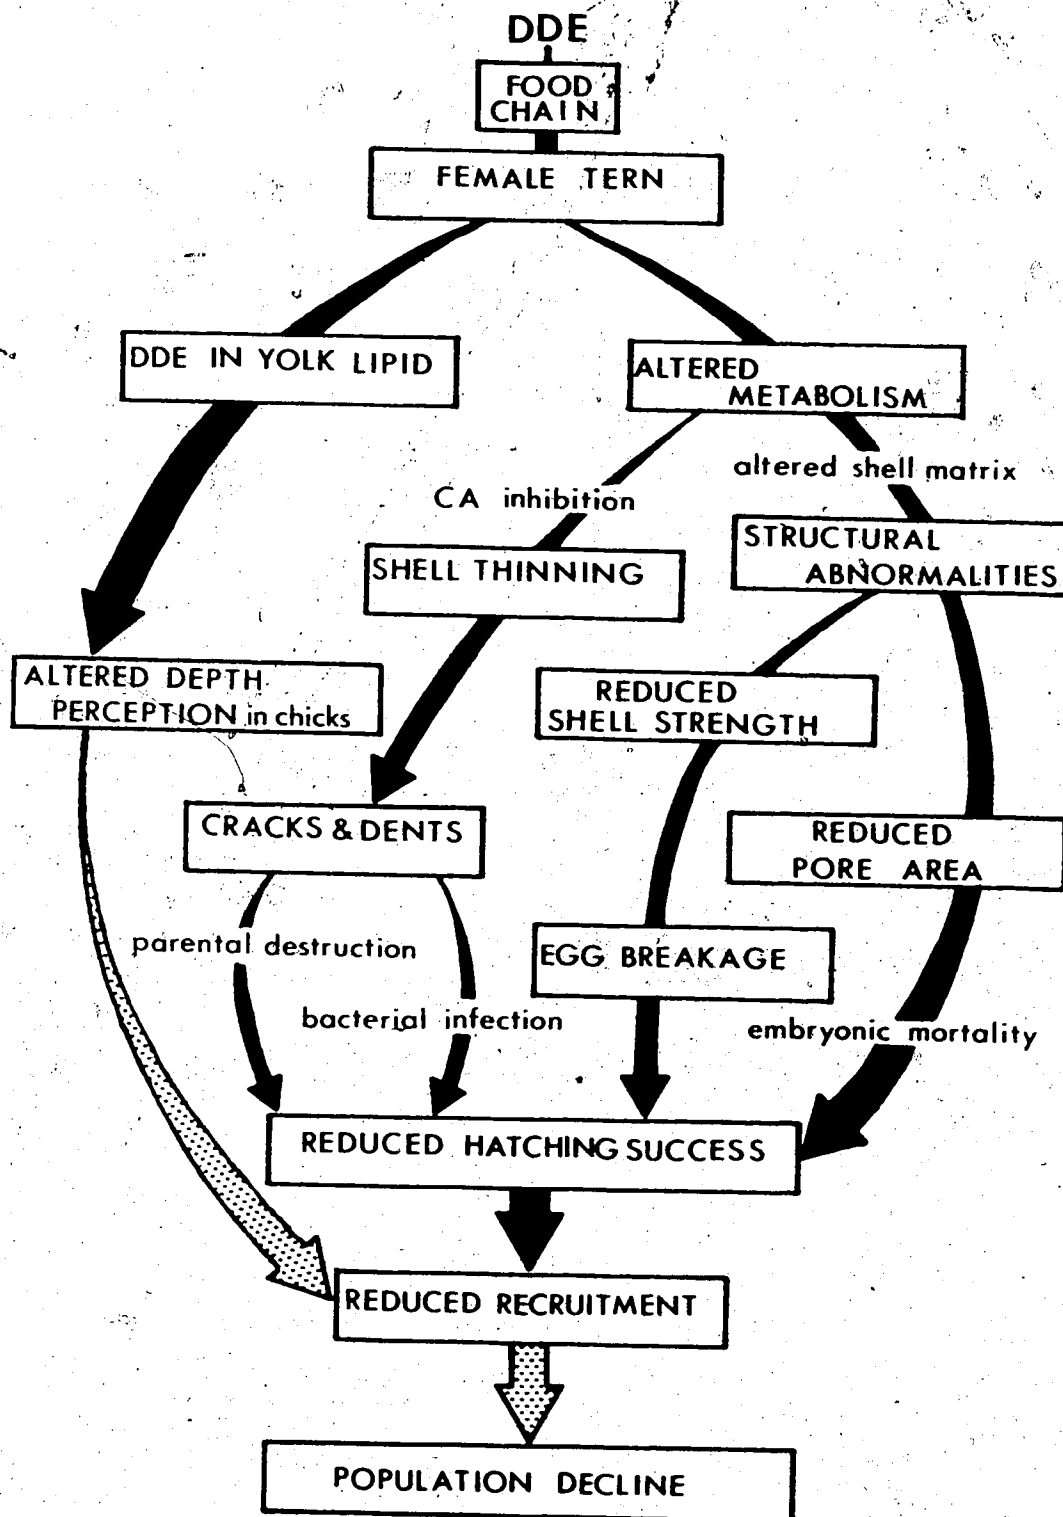 DDE
FOOD
CHAIN
FEMALE TERN
DDE IN YOLK LIPID
ALTERED
METABOLISM
altered shell matrix
CA inhibition
STRUCTURAL
ABNORMALITIES
SHELL THINNING
ALTERED DEPTH
PERCEPTION in chicks
REDUCED
SHELL STRENGTH
CRACKS & DENTS
REDUCED
PORE AREA
parental destruction
EGG BREAKAGE
bacterial infection
embryonic mortality
REDUCED HATCHING SUCCESS
REDUCED RECRUITMENT
POPULATION DECLINE